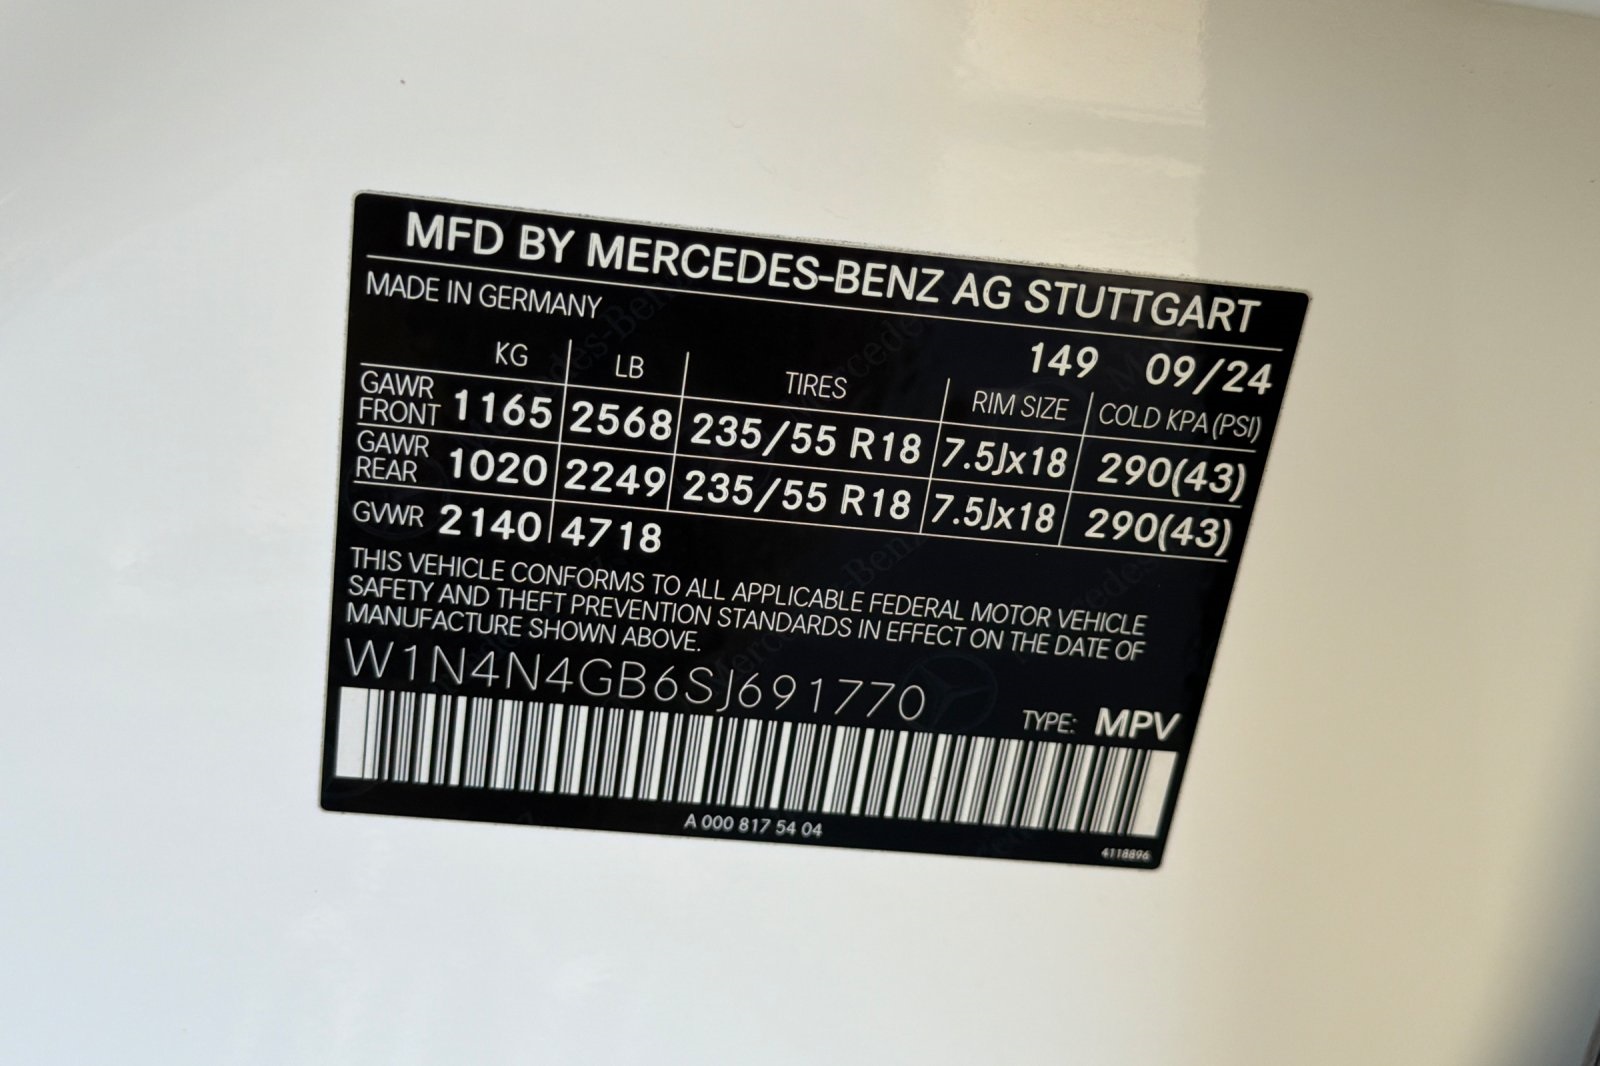 MFD BY MERCEDES-BENZ AG STUTTGART
MADE IN GERMANY
149 09/24
KG LB TIRES RIM SIZE COLD KPA (PSI)
GAWR FRONT 1165 2568 235/55 R18 7.5Jx18 290(43)
GAWR REAR 1020 2249 235/55 R18 7.5Jx18 290(43)
GVWR 2140 4718
THIS VEHICLE CONFORMS TO ALL APPLICABLE FEDERAL MOTOR VEHICLE
SAFETY AND THEFT PREVENTION STANDARDS IN EFFECT ON THE DATE OF
MANUFACTURE SHOWN ABOVE.
W1N4N4GB6SJ691770
TYPE: MPV
A 000 817 54 04
4118896